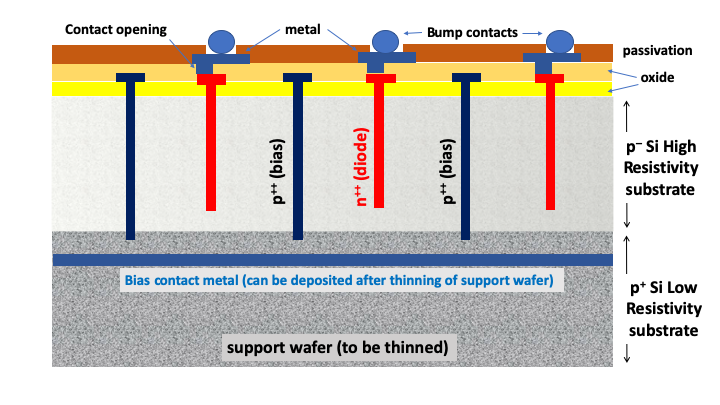 Contact opening
metal
Bump contacts
passivation
oxide
p⁺⁺ (bias)
n⁺⁺ (diode)
p⁺⁺ (bias)
p⁻ Si High
Resistivity
substrate
Bias contact metal (can be deposited after thinning of support wafer)
p⁺ Si Low
Resistivity
substrate
support wafer (to be thinned)